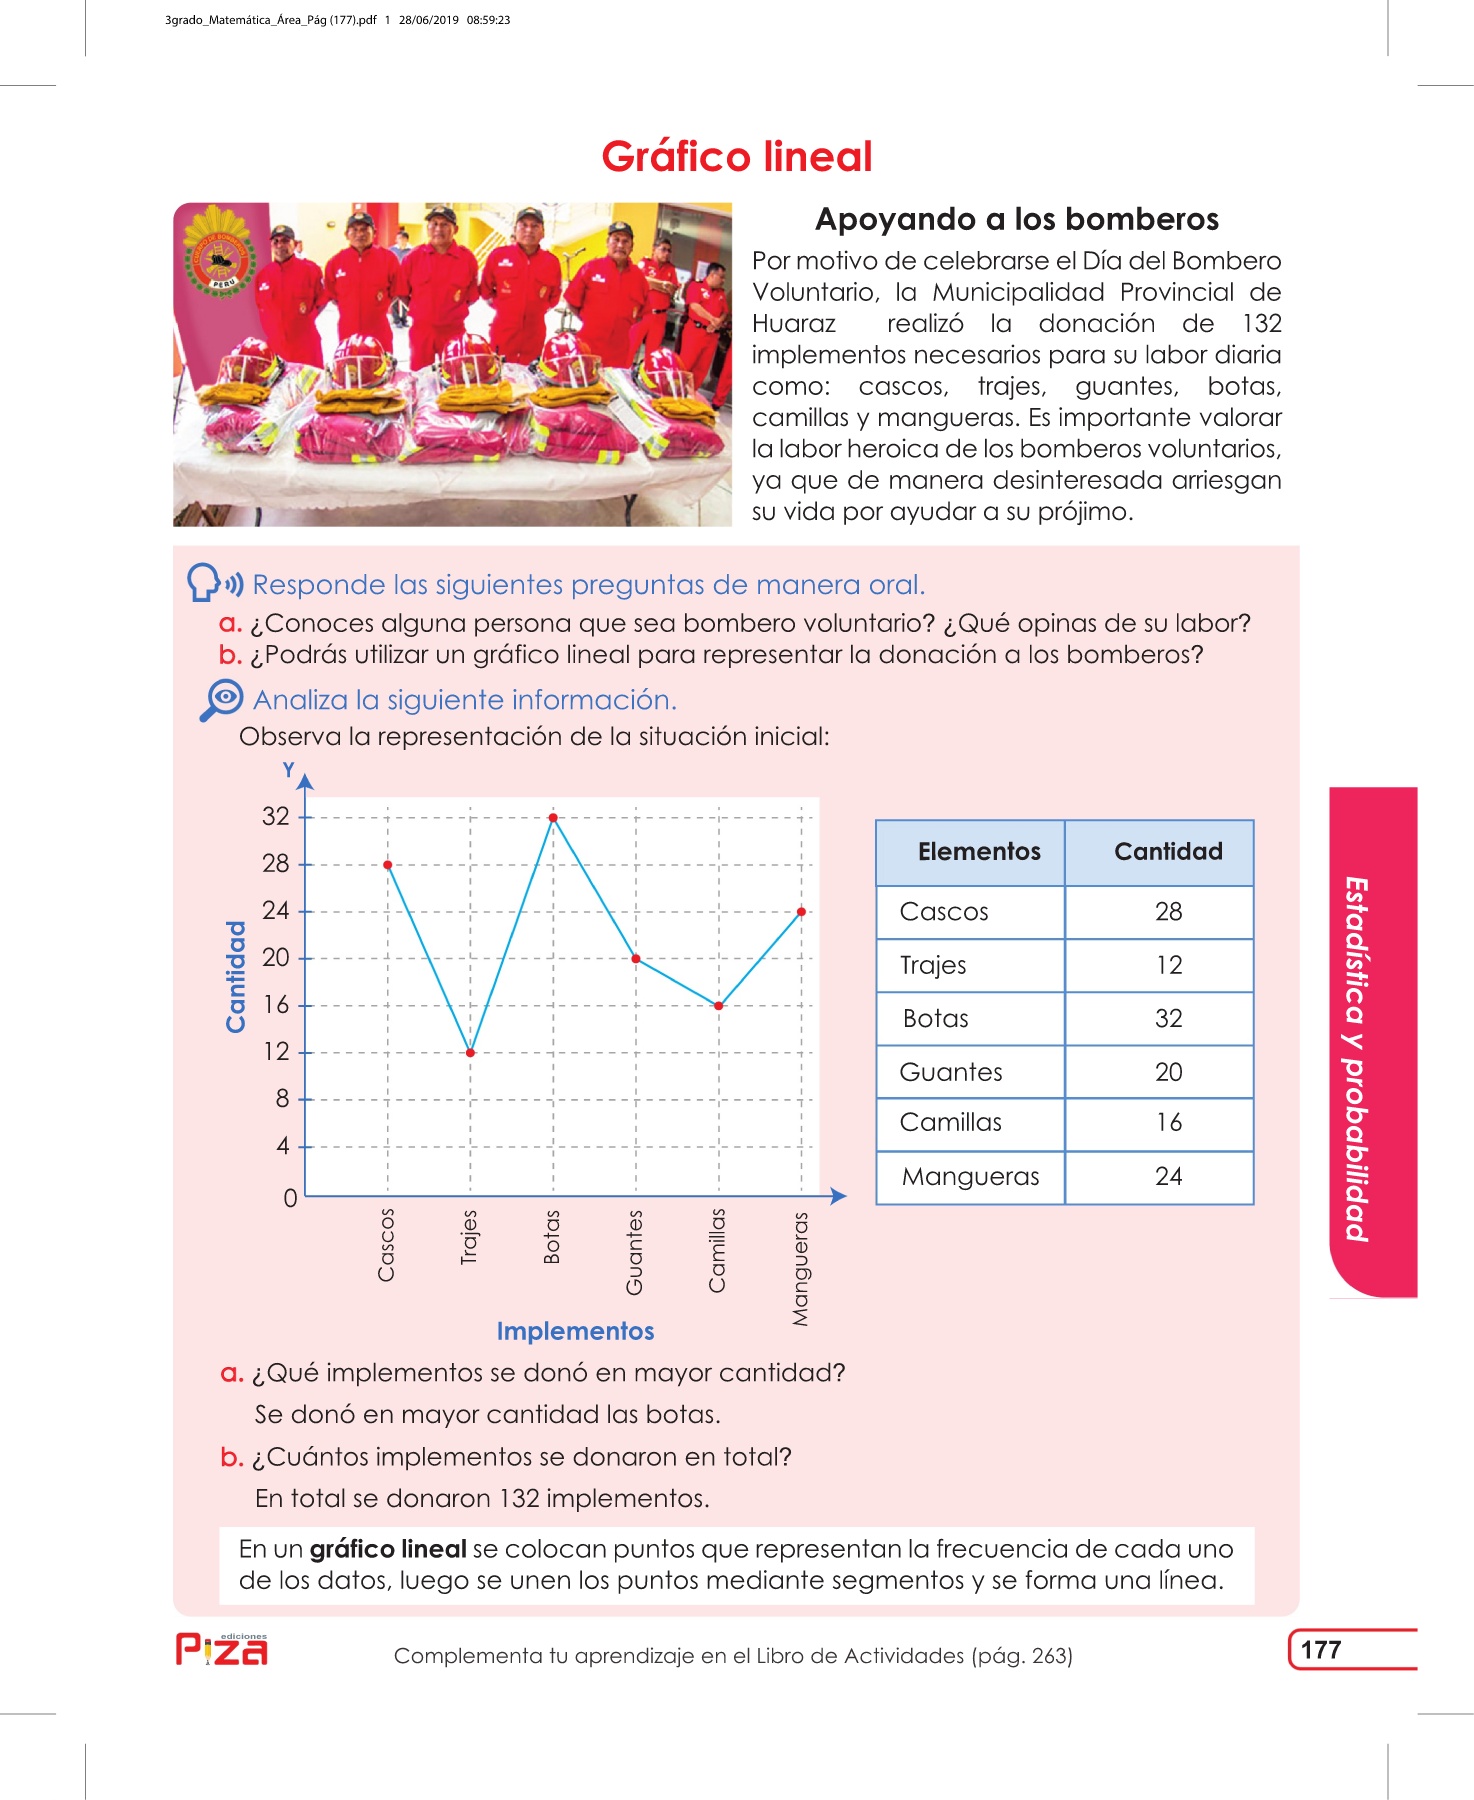 3grado_Matemática_Área_Pág (177).pdf 1 28/06/2019 08:59:23
Gráfico lineal
CUERPO DE BOMBEROS
PERU
Apoyando a los bomberos
Por motivo de celebrarse el Día del Bombero
Voluntario, la Municipalidad Provincial de
Huaraz realizó la donación de 132
implementos necesarios para su labor diaria
como: cascos, trajes, guantes, botas,
camillas y mangueras. Es importante valorar
la labor heroica de los bomberos voluntarios,
ya que de manera desinteresada arriesgan
su vida por ayudar a su prójimo.
Responde las siguientes preguntas de manera oral.
a. ¿Conoces alguna persona que sea bombero voluntario? ¿Qué opinas de su labor?
b. ¿Podrás utilizar un gráfico lineal para representar la donación a los bomberos?
Analiza la siguiente información.
Observa la representación de la situación inicial:
Y
32
28
24
20
16
12
8
4
0
Cantidad
Cascos
Trajes
Botas
Guantes
Camillas
Mangueras
Implementos
Elementos Cantidad
Cascos 28
Trajes 12
Botas 32
Guantes 20
Camillas 16
Mangueras 24
Estadística y probabilidad
a. ¿Qué implementos se donó en mayor cantidad?
Se donó en mayor cantidad las botas.
b. ¿Cuántos implementos se donaron en total?
En total se donaron 132 implementos.
En un gráfico lineal se colocan puntos que representan la frecuencia de cada uno
de los datos, luego se unen los puntos mediante segmentos y se forma una línea.
ediciones
Piza
Complementa tu aprendizaje en el Libro de Actividades (pág. 263)
177